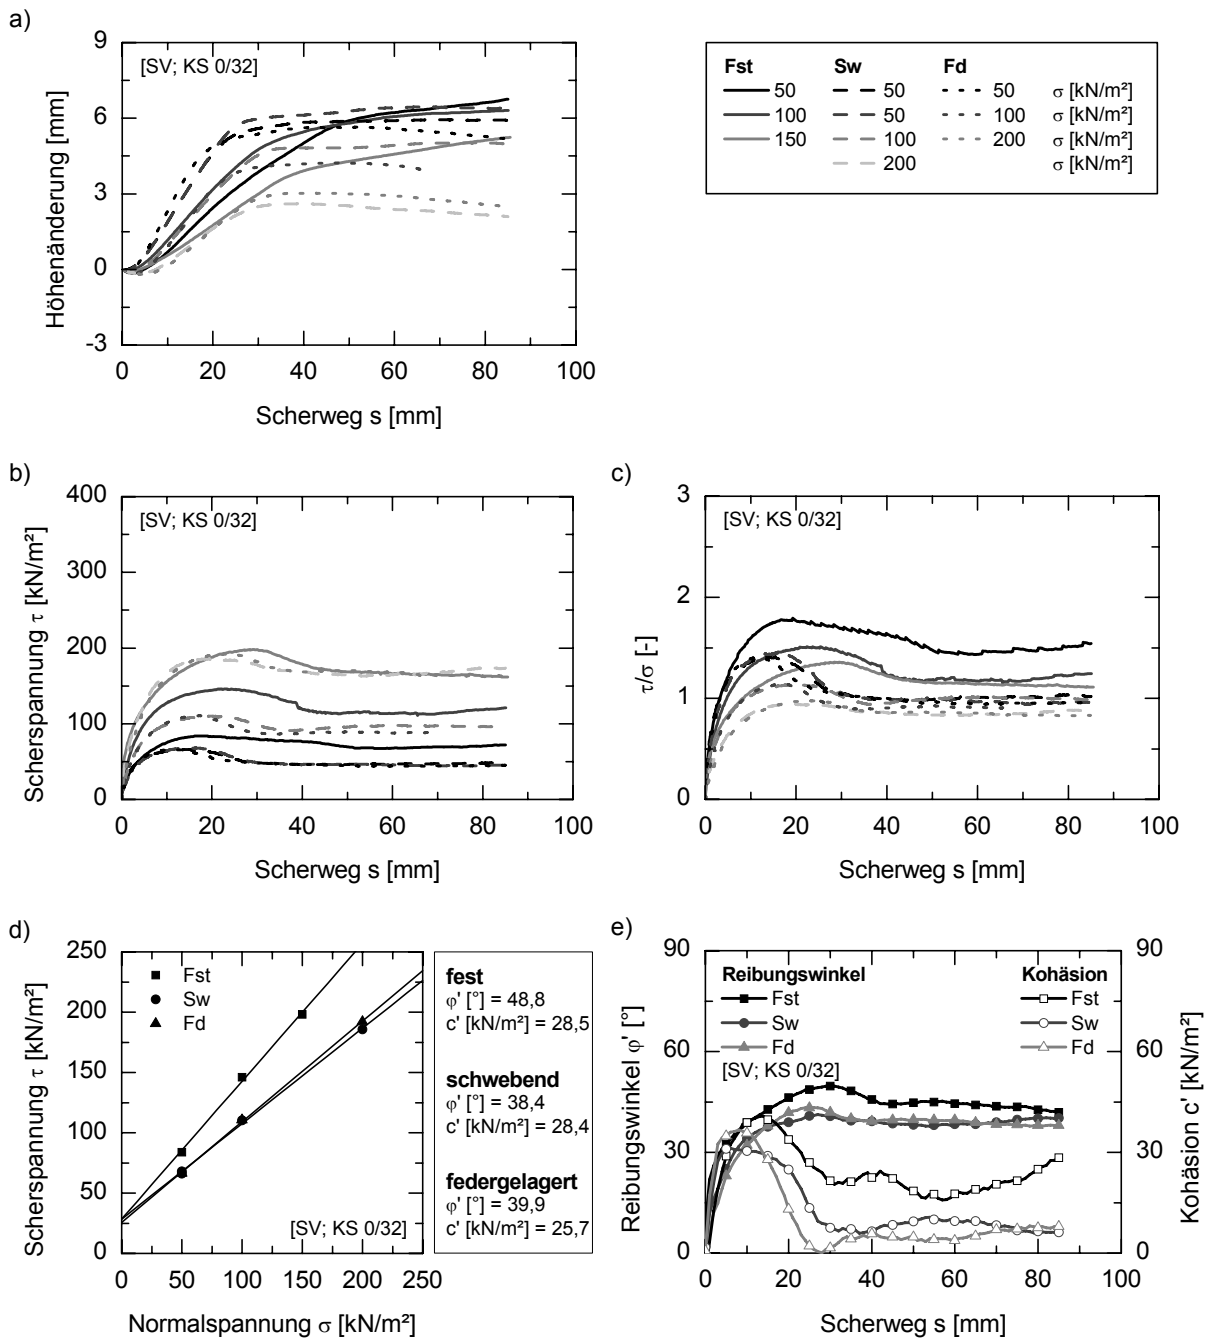 a)
9
6
3
0
-3
Höhenänderung [mm]
[SV; KS 0/32]
0 20 40 60 80 100
Scherweg s [mm]
Fst Sw Fd
50 50 50 σ [kN/m²]
100 50 100 σ [kN/m²]
150 100 200 σ [kN/m²]
200 σ [kN/m²]
b)
400
300
200
100
0
Scherspannung τ [kN/m²]
[SV; KS 0/32]
0 20 40 60 80 100
Scherweg s [mm]
c)
3
2
1
0
τ/σ [-]
[SV; KS 0/32]
0 20 40 60 80 100
Scherweg s [mm]
d)
250
200
150
100
50
0
Scherspannung τ [kN/m²]
Fst
Sw
Fd
[SV; KS 0/32]
0 50 100 150 200 250
Normalspannung σ [kN/m²]
fest
φ' [°] = 48,8
c' [kN/m²] = 28,5
schwebend
φ' [°] = 38,4
c' [kN/m²] = 28,4
federgelagert
φ' [°] = 39,9
c' [kN/m²] = 25,7
e)
90
60
30
0
Reibungswinkel φ' [°]
Reibungswinkel Kohäsion
Fst Fst
Sw Sw
Fd Fd
[SV; KS 0/32]
90
60
30
0
Kohäsion c' [kN/m²]
0 20 40 60 80 100
Scherweg s [mm]